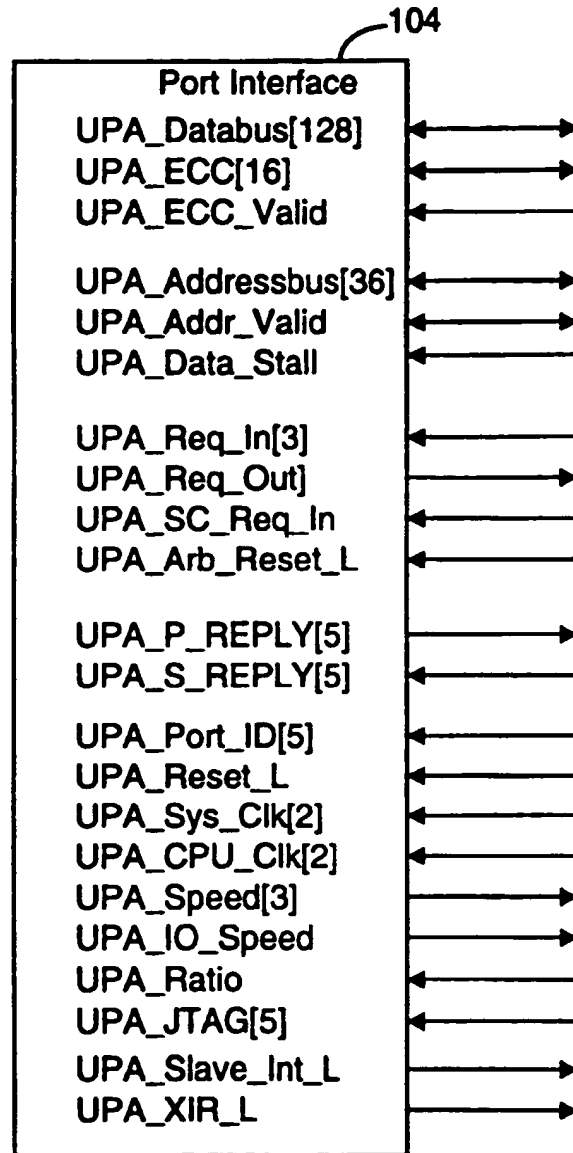 104
Port Interface
UPA_Databus[128]
UPA_ECC[16]
UPA_ECC_Valid
UPA_Addressbus[36]
UPA_Addr_Valid
UPA_Data_Stall
UPA_Req_In[3]
UPA_Req_Out]
UPA_SC_Req_In
UPA_Arb_Reset_L
UPA_P_REPLY[5]
UPA_S_REPLY[5]
UPA_Port_ID[5]
UPA_Reset_L
UPA_Sys_Clk[2]
UPA_CPU_Clk[2]
UPA_Speed[3]
UPA_IO_Speed
UPA_Ratio
UPA_JTAG[5]
UPA_Slave_Int_L
UPA_XIR_L